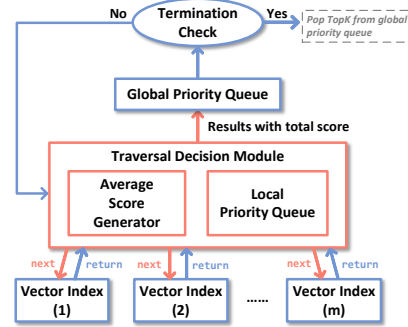 No
Termination
Check
Yes
Pop TopK from global
priority queue
Global Priority Queue
Results with total score
Traversal Decision Module
Average
Score
Generator
Local
Priority Queue
next
return
next
return
next
return
Vector Index
(1)
Vector Index
(2)
......
Vector Index
(m)